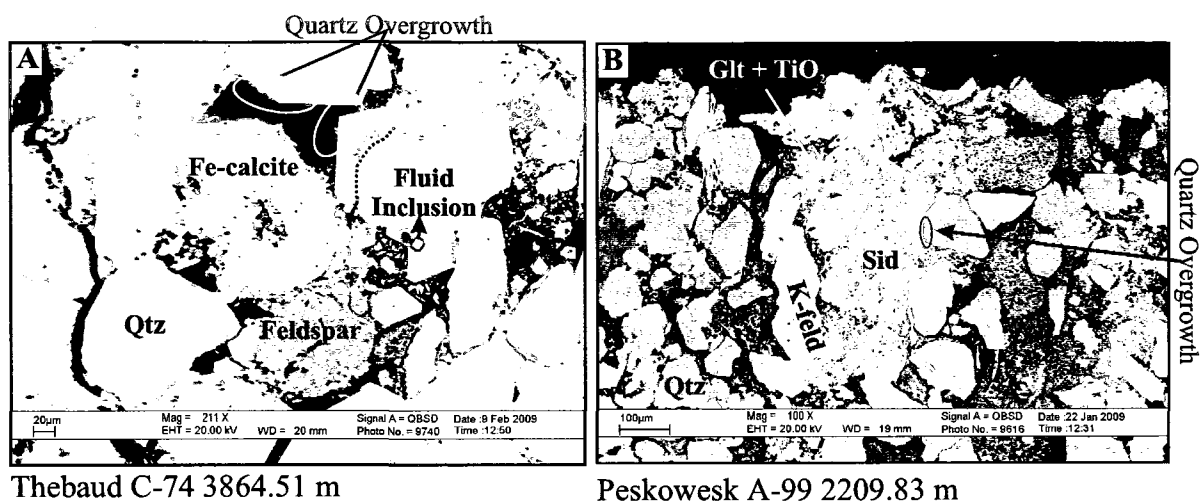 Quartz Overgrowth
A
Fe-calcite
Fluid
Inclusion
Qtz
Feldspar
20µm
Mag = 211 X
EHT = 20.00 kV
WD = 20 mm
Signal A = QBSD
Photo No. = 9740
Date :9 Feb 2009
Time :12:50
Thebaud C-74 3864.51 m
B
Glt + TiO2
Sid
K-feld
Qtz
Quartz Overgrowth
100µm
Mag = 100 X
EHT = 20.00 kV
WD = 19 mm
Signal A = QBSD
Photo No. = 9616
Date :22 Jan 2009
Time :12:31
Peskowesk A-99 2209.83 m